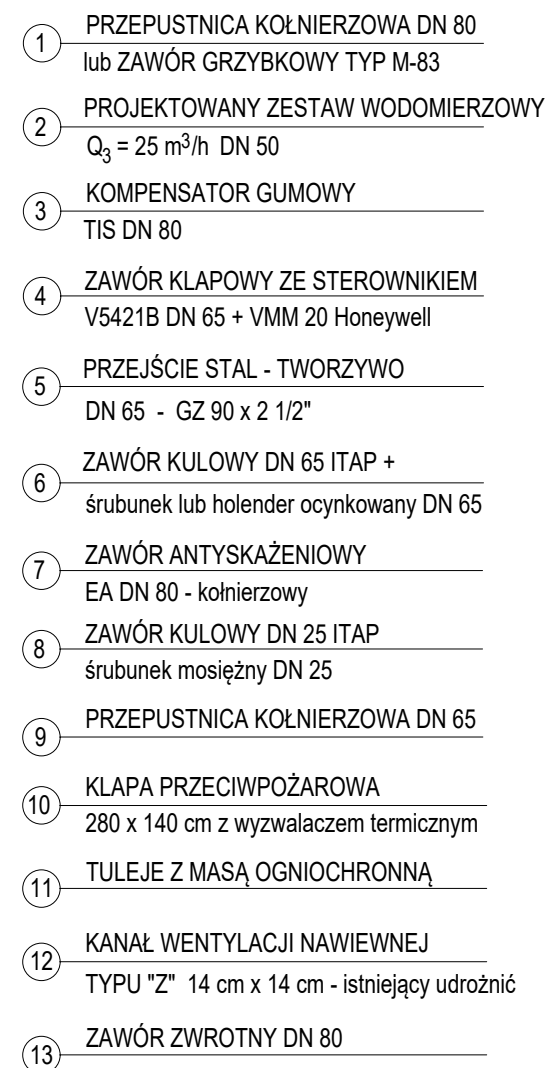 1 PRZEPUSTNICA KOŁNIERZOWA DN 80
lub ZAWÓR GRZYBKOWY TYP M-83
2 PROJEKTOWANY ZESTAW WODOMIERZOWY
Q₃ = 25 m³/h DN 50
3 KOMPENSATOR GUMOWY
TIS DN 80
4 ZAWÓR KLAPOWY ZE STEROWNIKIEM
V5421B DN 65 + VMM 20 Honeywell
5 PRZEJŚCIE STAL - TWORZYWO
DN 65 - GZ 90 x 2 1/2"
6 ZAWÓR KULOWY DN 65 ITAP +
śrubunek lub holender ocynkowany DN 65
7 ZAWÓR ANTYSKAŻENIOWY
EA DN 80 - kołnierzowy
8 ZAWÓR KULOWY DN 25 ITAP
śrubunek mosiężny DN 25
9 PRZEPUSTNICA KOŁNIERZOWA DN 65
10 KLAPA PRZECIWPOŻAROWA
280 x 140 cm z wyzwalaczem termicznym
11 TULEJE Z MASĄ OGNIOCHRONNĄ
12 KANAŁ WENTYLACJI NAWIEWNEJ
TYPU "Z" 14 cm x 14 cm - istniejący udrożnić
13 ZAWÓR ZWROTNY DN 80